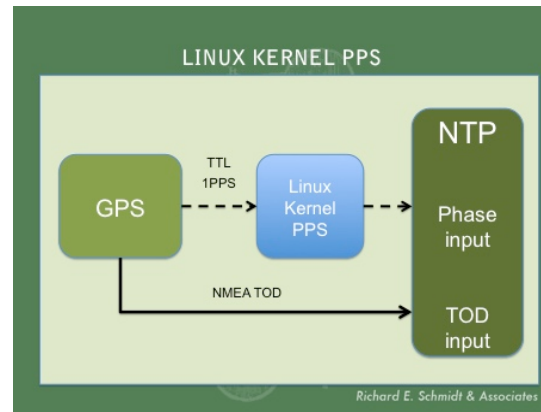 LINUX KERNEL PPS
GPS
TTL
1PPS
Linux
Kernel
PPS
NTP
Phase
input
NMEA TOD
TOD
input
Richard E. Schmidt & Associates